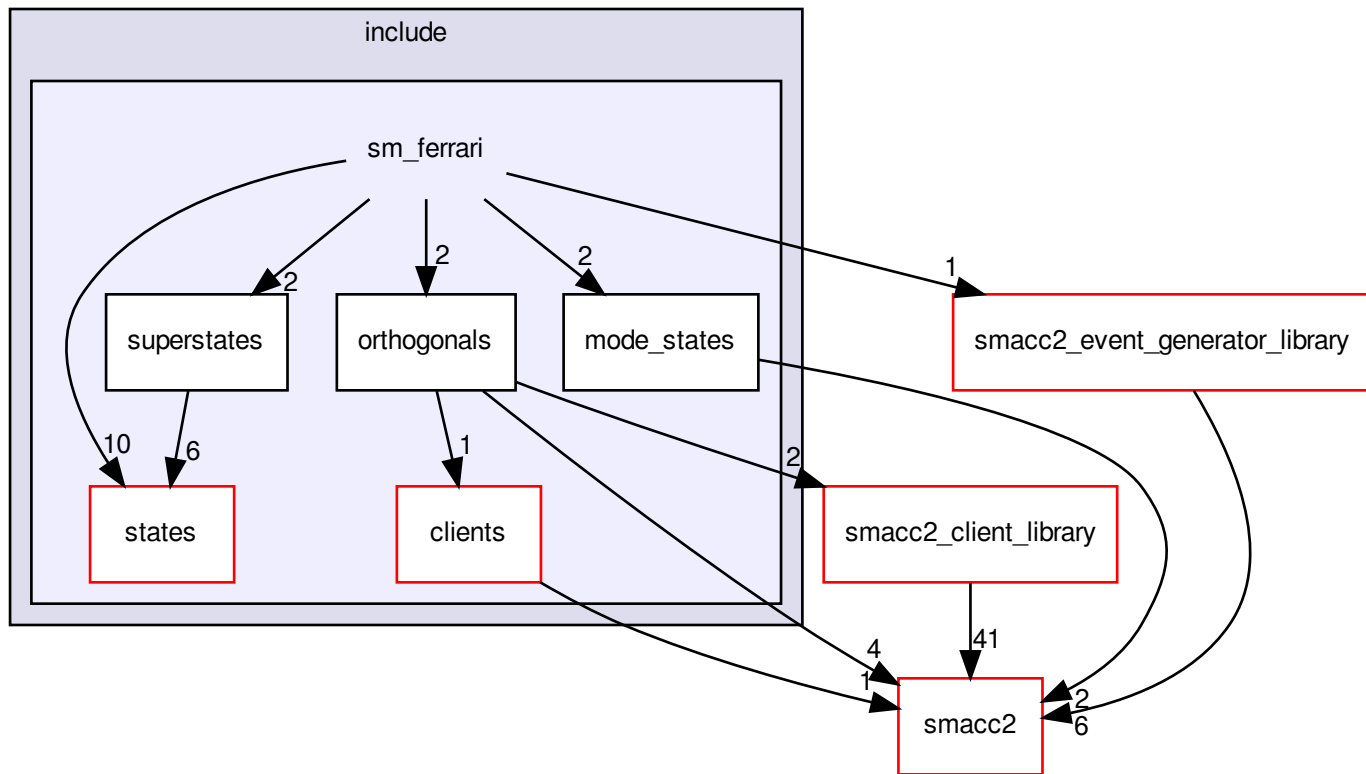 include
sm_ferrari
2
2
2
1
superstates
orthogonals
mode_states
smacc2_event_generator_library
10
6
1
2
states
clients
smacc2_client_library
4
1
41
2
6
smacc2